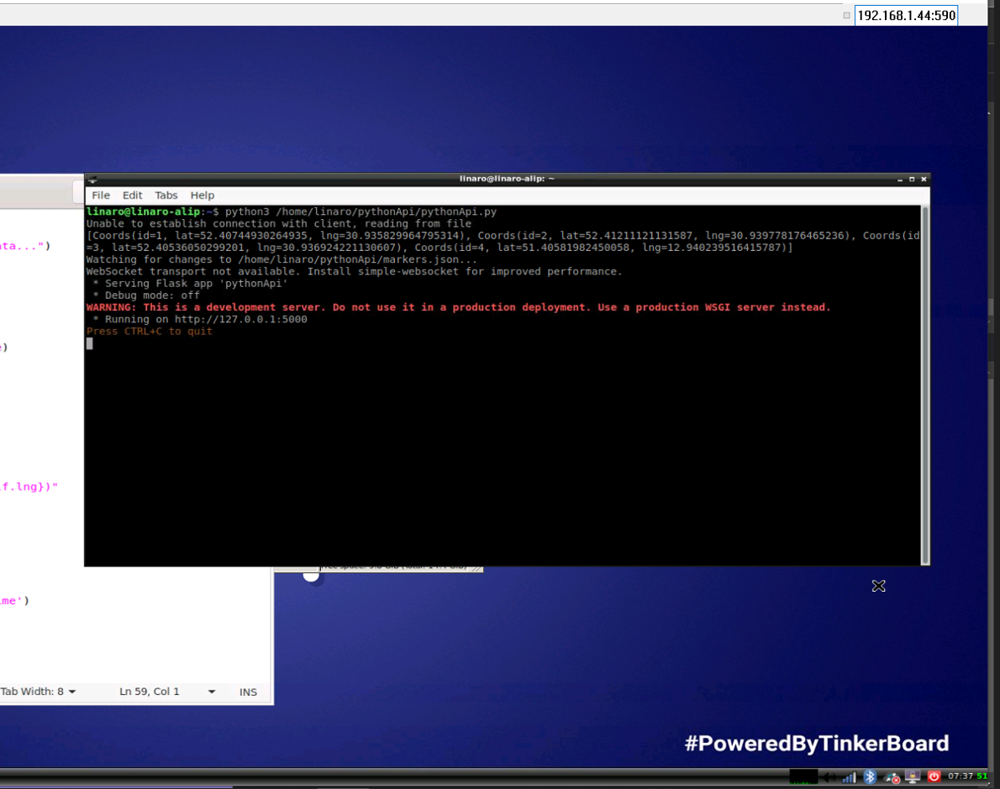 192.168.1.44:590
linaro@linaro-alip: ~
File Edit Tabs Help
linaro@linaro-alip:~$ python3 /home/linaro/pythonApi/pythonApi.py
Unable to establish connection with client, reading from file
[Coords(id=1, lat=52.40744930264935, lng=30.935829964795314), Coords(id=2, lat=52.41211121131587, lng=30.939778176465236), Coords(id
=3, lat=52.40536050299201, lng=30.936924221130607), Coords(id=4, lat=51.40581982450058, lng=12.940239516415787)]
Watching for changes to /home/linaro/pythonApi/markers.json...
WebSocket transport not available. Install simple-websocket for improved performance.
* Serving Flask app 'pythonApi'
* Debug mode: off
WARNING: This is a development server. Do not use it in a production deployment. Use a production WSGI server instead.
* Running on http://127.0.0.1:5000
Press CTRL+C to quit
ta...")
)
f.lng})"
me')
Tab Width: 8 Ln 59, Col 1 INS
#PoweredByTinkerBoard
07:37 51